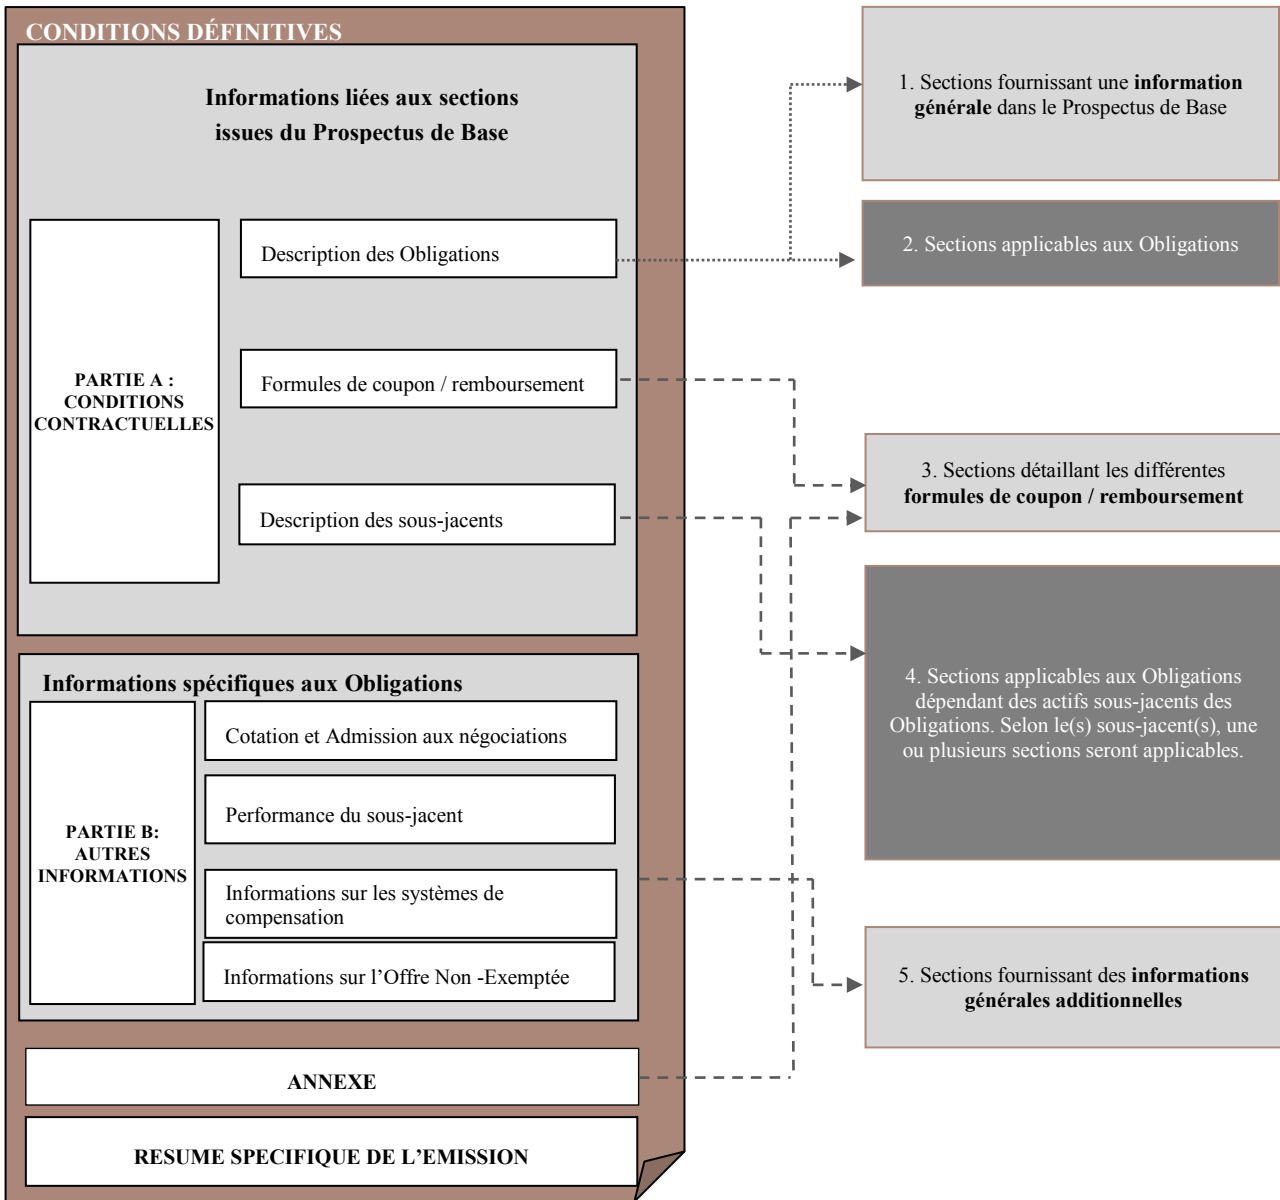 CONDITIONS DÉFINITIVES
Informations liées aux sections
issues du Prospectus de Base
PARTIE A :
CONDITIONS
CONTRACTUELLES
Description des Obligations
Formules de coupon / remboursement
Description des sous-jacents
Informations spécifiques aux Obligations
PARTIE B:
AUTRES
INFORMATIONS
Cotation et Admission aux négociations
Performance du sous-jacent
Informations sur les systèmes de
compensation
Informations sur l’Offre Non -Exemptée
ANNEXE
RESUME SPECIFIQUE DE L’EMISSION
1. Sections fournissant une information
générale dans le Prospectus de Base
2. Sections applicables aux Obligations
3. Sections détaillant les différentes
formules de coupon / remboursement
4. Sections applicables aux Obligations
dépendant des actifs sous-jacents des
Obligations. Selon le(s) sous-jacent(s), une
ou plusieurs sections seront applicables.
5. Sections fournissant des informations
générales additionnelles